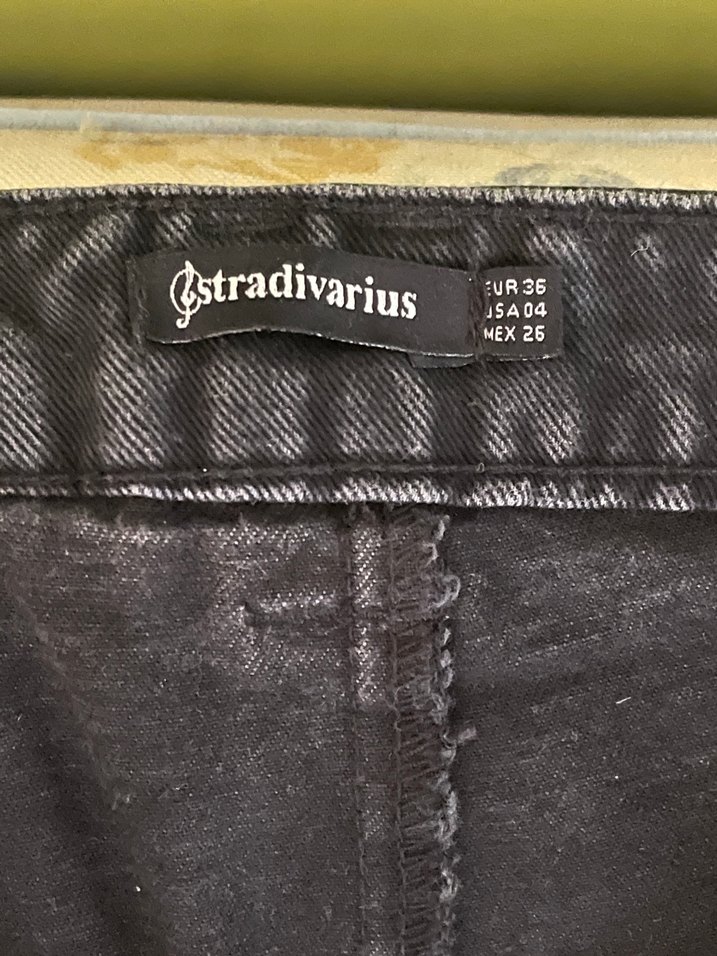 stradivarius
EUR 36
USA 04
MEX 26